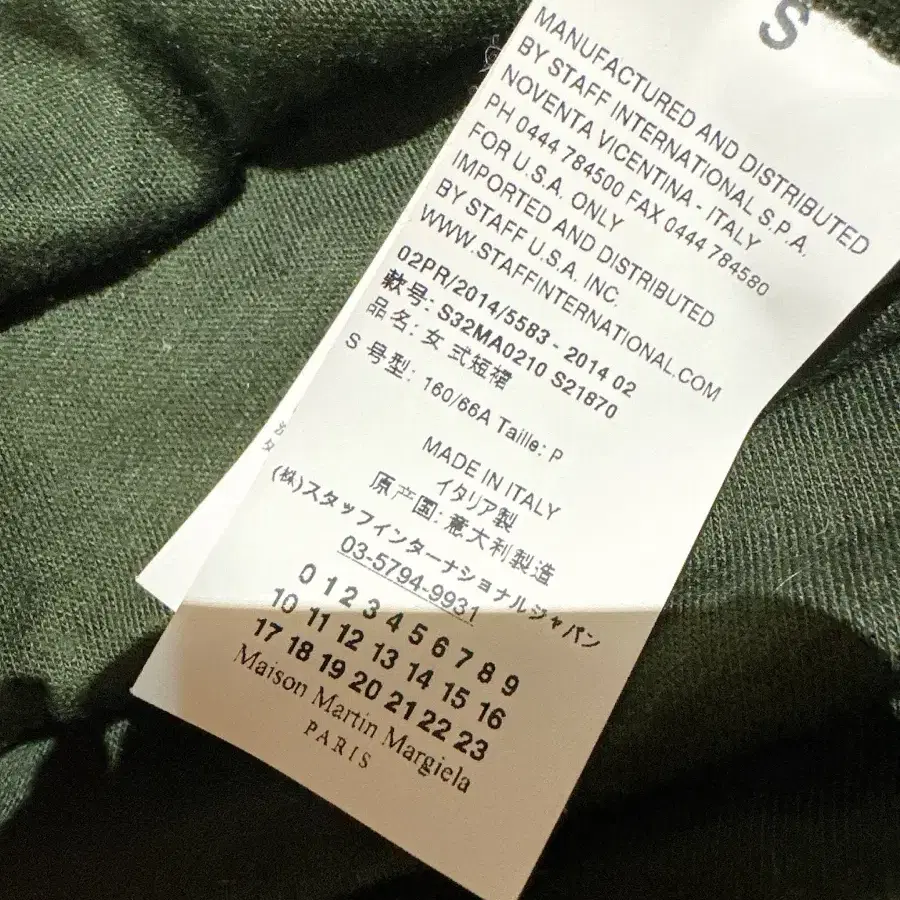 S
MANUFACTURED AND DISTRIBUTED
BY STAFF INTERNATIONAL S.P.A.
NOVENTA VICENTINA - ITALY
PH 0444 784500 FAX 0444 784580
FOR U.S.A. ONLY
IMPORTED AND DISTRIBUTED
BY STAFF U.S.A. INC.
WWW.STAFFINTERNATIONAL.COM
02PR/2014/5583 - 2014 02
款号: S32MA0210 S21870
品名: 女 式短裙
S 号型: 160/66A Taille: P
MADE IN ITALY
イタリア製
原产国: 意大利製造
(株)スタッフインターナショナルジャパン
03-5794-9931
0 1 2 3 4 5 6 7 8 9
10 11 12 13 14 15 16
17 18 19 20 21 22 23
Maison Martin Margiela
PARIS